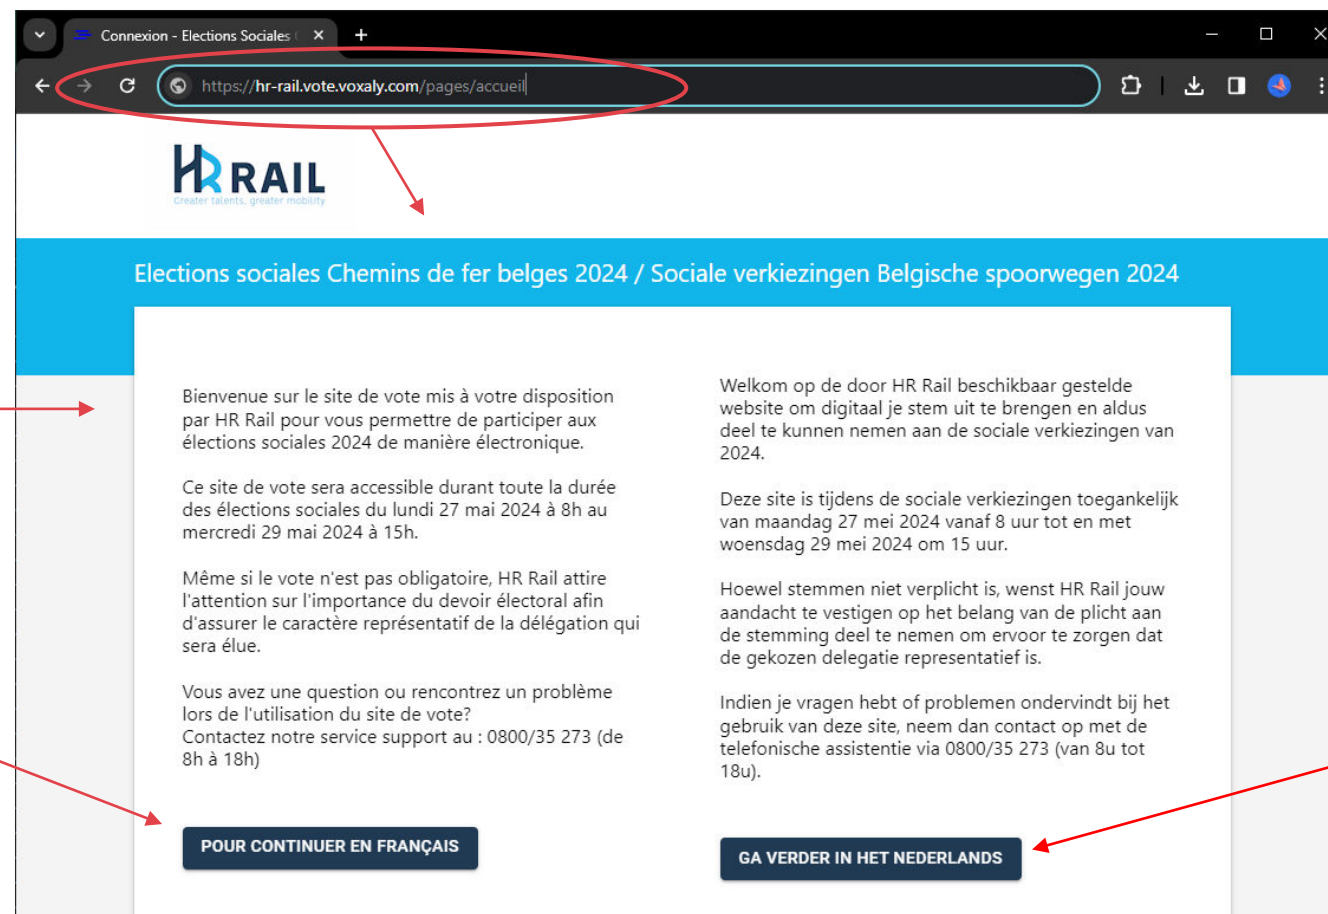 Connexion - Elections Sociales
https://hr-rail.vote.voxaly.com/pages/accueil
HR RAIL
Greater talents, greater mobility
Elections sociales Chemins de fer belges 2024 / Sociale verkiezingen Belgische spoorwegen 2024
Bienvenue sur le site de vote mis à votre disposition
par HR Rail pour vous permettre de participer aux
élections sociales 2024 de manière électronique.
Ce site de vote sera accessible durant toute la durée
des élections sociales du lundi 27 mai 2024 à 8h au
mercredi 29 mai 2024 à 15h.
Même si le vote n'est pas obligatoire, HR Rail attire
l'attention sur l'importance du devoir électoral afin
d'assurer le caractère représentatif de la délégation qui
sera élue.
Vous avez une question ou rencontrez un problème
lors de l'utilisation du site de vote?
Contactez notre service support au : 0800/35 273 (de
8h à 18h)
POUR CONTINUER EN FRANÇAIS
Welkom op de door HR Rail beschikbaar gestelde
website om digitaal je stem uit te brengen en aldus
deel te kunnen nemen aan de sociale verkiezingen van
2024.
Deze site is tijdens de sociale verkiezingen toegankelijk
van maandag 27 mei 2024 vanaf 8 uur tot en met
woensdag 29 mei 2024 om 15 uur.
Hoewel stemmen niet verplicht is, wenst HR Rail jouw
aandacht te vestigen op het belang van de plicht aan
de stemming deel te nemen om ervoor te zorgen dat
de gekozen delegatie representatief is.
Indien je vragen hebt of problemen ondervindt bij het
gebruik van deze site, neem dan contact op met de
telefonische assistentie via 0800/35 273 (van 8u tot
18u).
GA VERDER IN HET NEDERLANDS